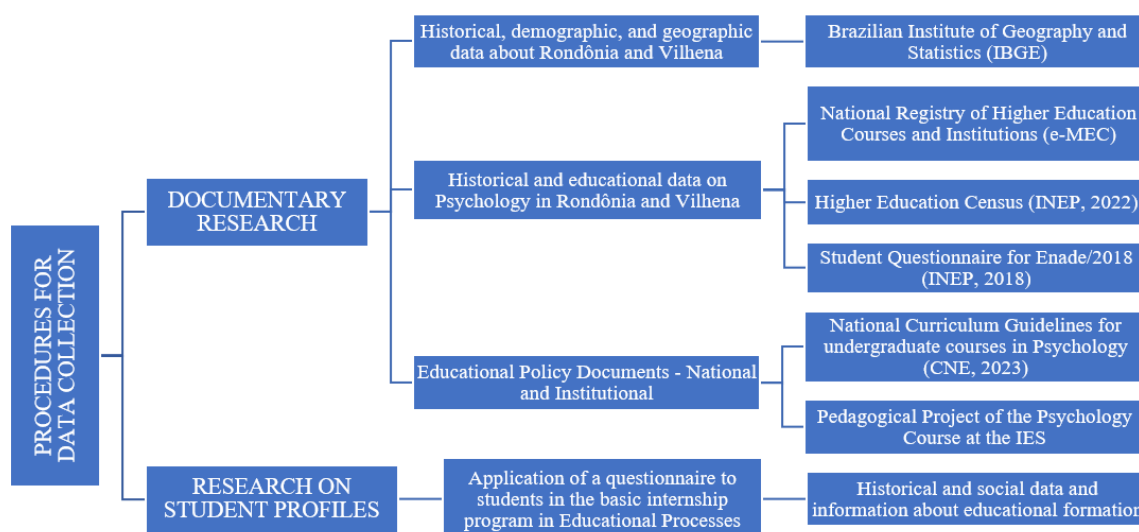 PROCEDURES FOR
DATA COLLECTION
DOCUMENTARY
RESEARCH
Historical, demographic, and geographic
data about Rondônia and Vilhena
Brazilian Institute of Geography and
Statistics (IBGE)
Historical and educational data on
Psychology in Rondônia and Vilhena
National Registry of Higher Education
Courses and Institutions (e-MEC)
Higher Education Census (INEP, 2022)
Student Questionnaire for Enade/2018
(INEP, 2018)
Educational Policy Documents - National
and Institutional
National Curriculum Guidelines for
undergraduate courses in Psychology
(CNE, 2023)
Pedagogical Project of the Psychology
Course at the IES
RESEARCH ON
STUDENT PROFILES
Application of a questionnaire to
students in the basic internship
program in Educational Processes
Historical and social data and
information about educational formation